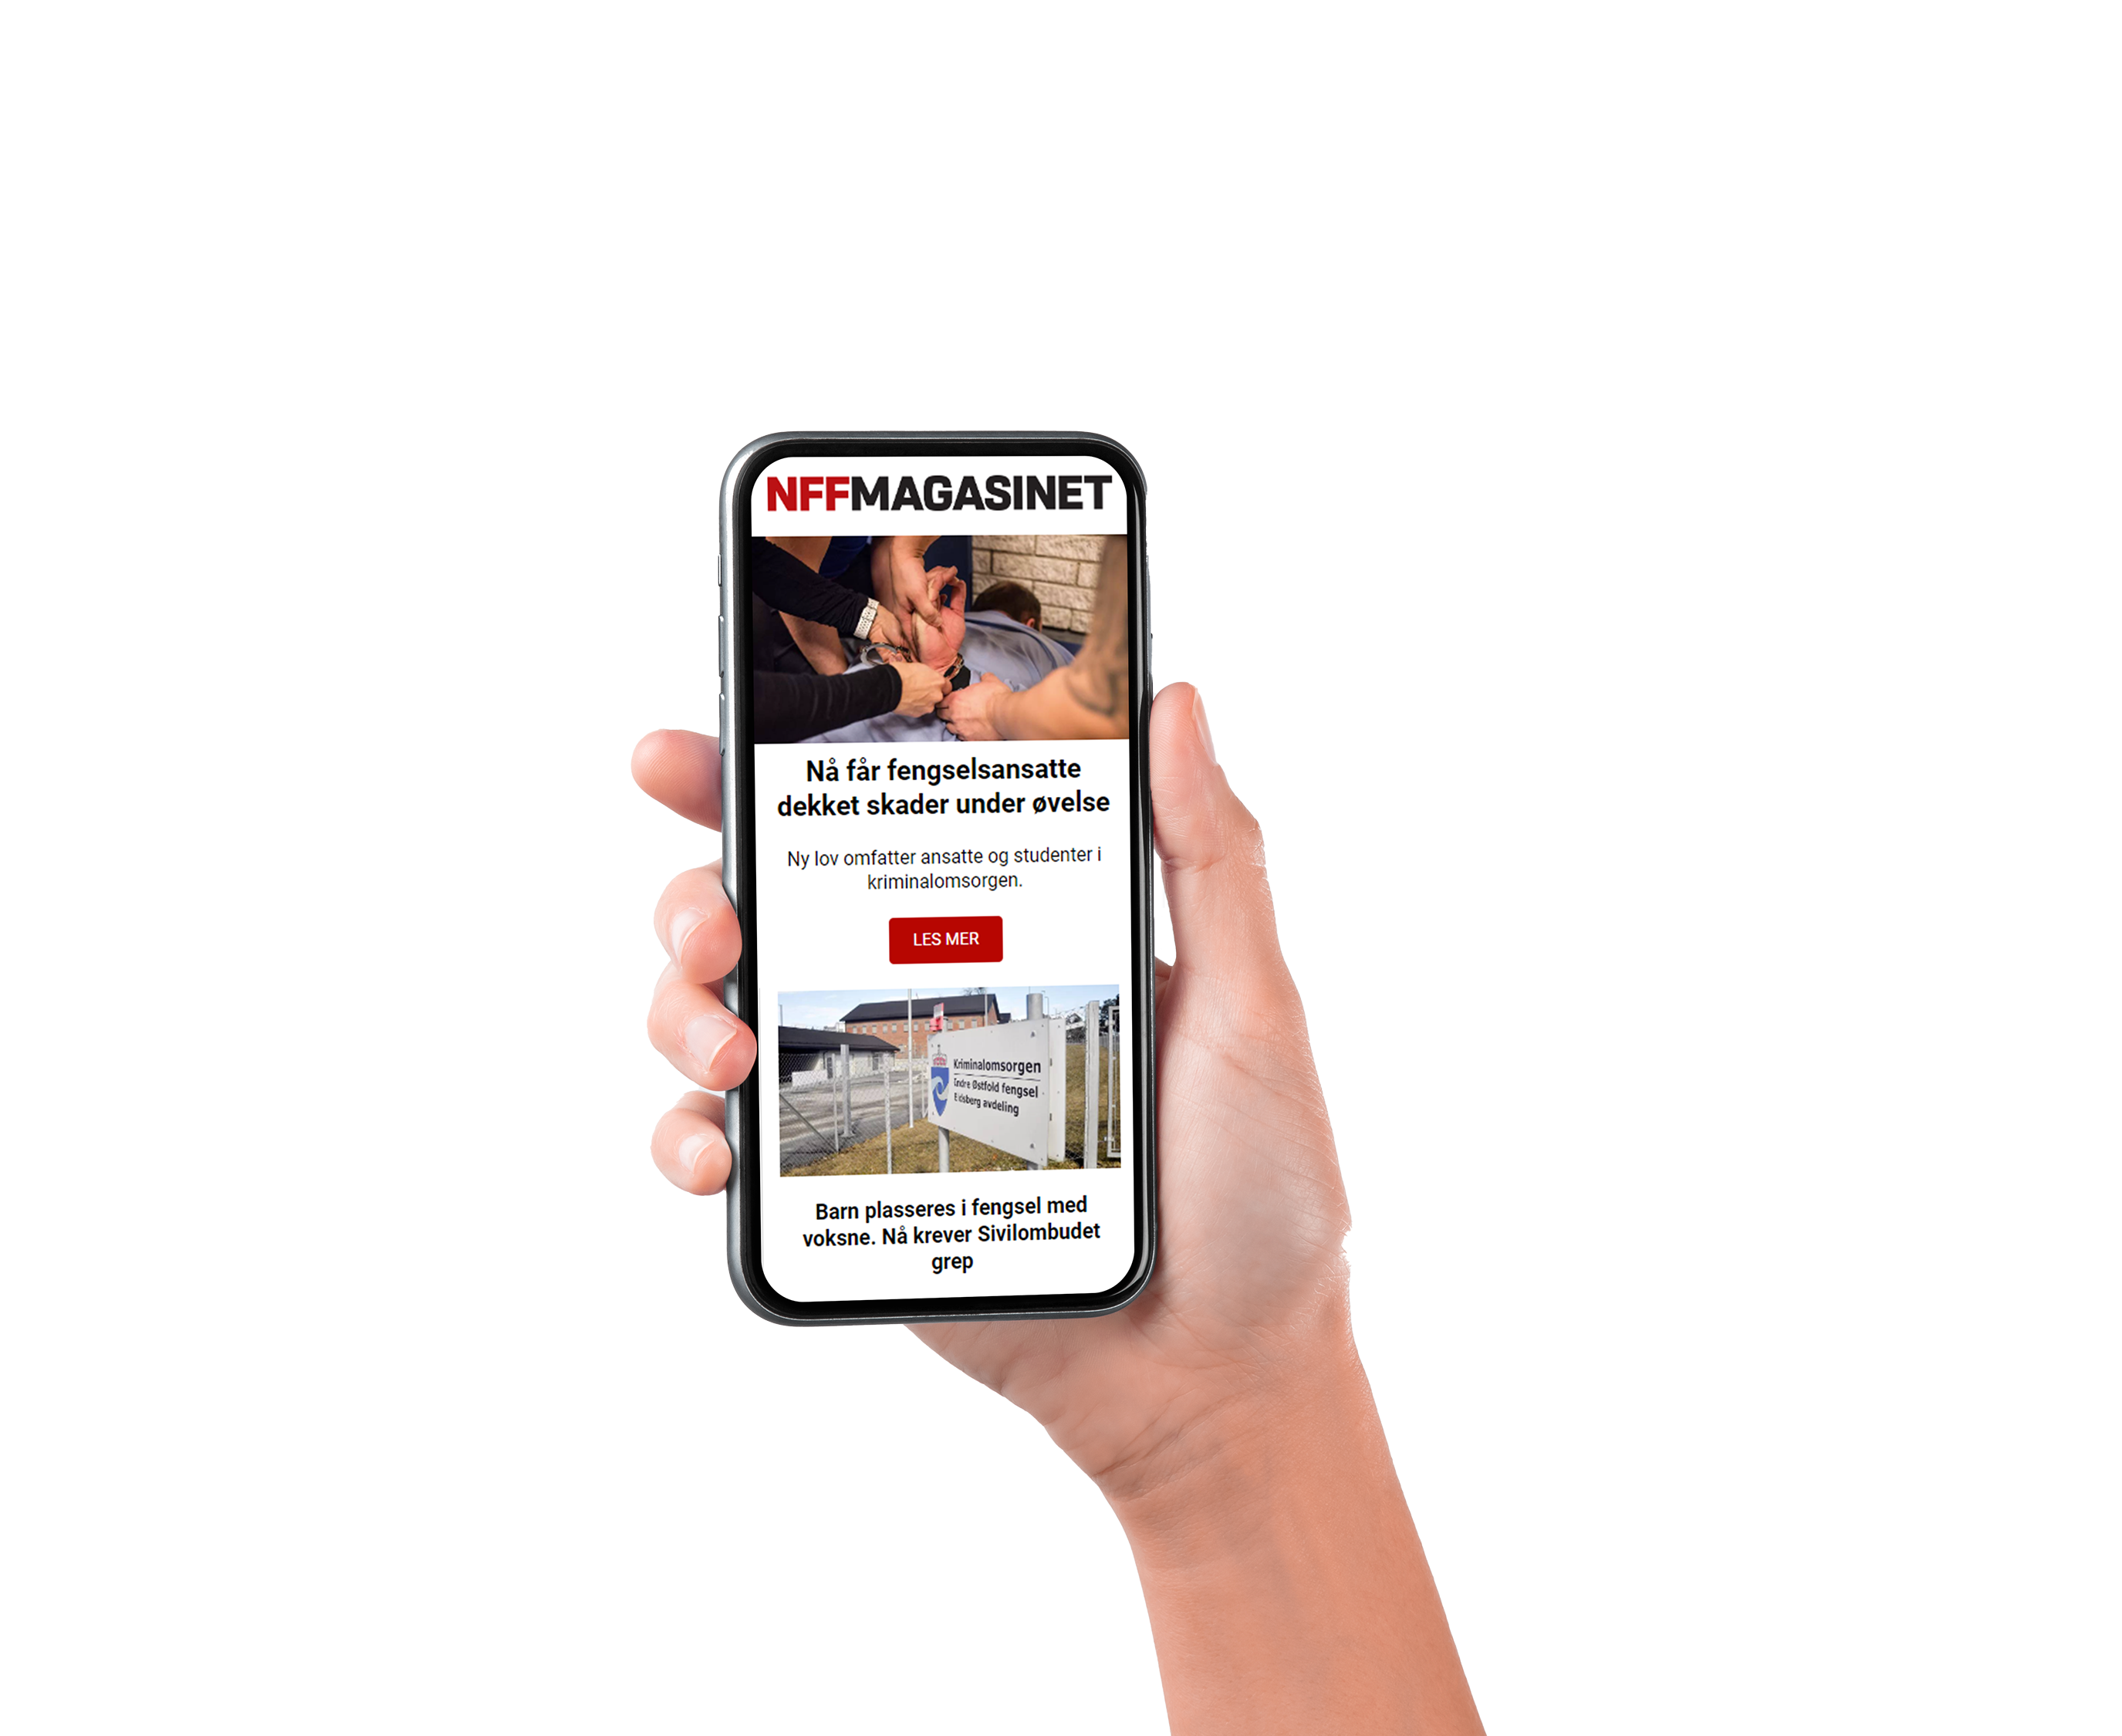 NFFMAGASINET
Nå får fengselsansatte
dekket skader under øvelse
Ny lov omfatter ansatte og studenter i
kriminalomsorgen.
LES MER
Kriminalomsorgen
Indre Østfold fengsel
Eidsberg avdeling
Barn plasseres i fengsel med
voksne. Nå krever Sivilombudet
grep